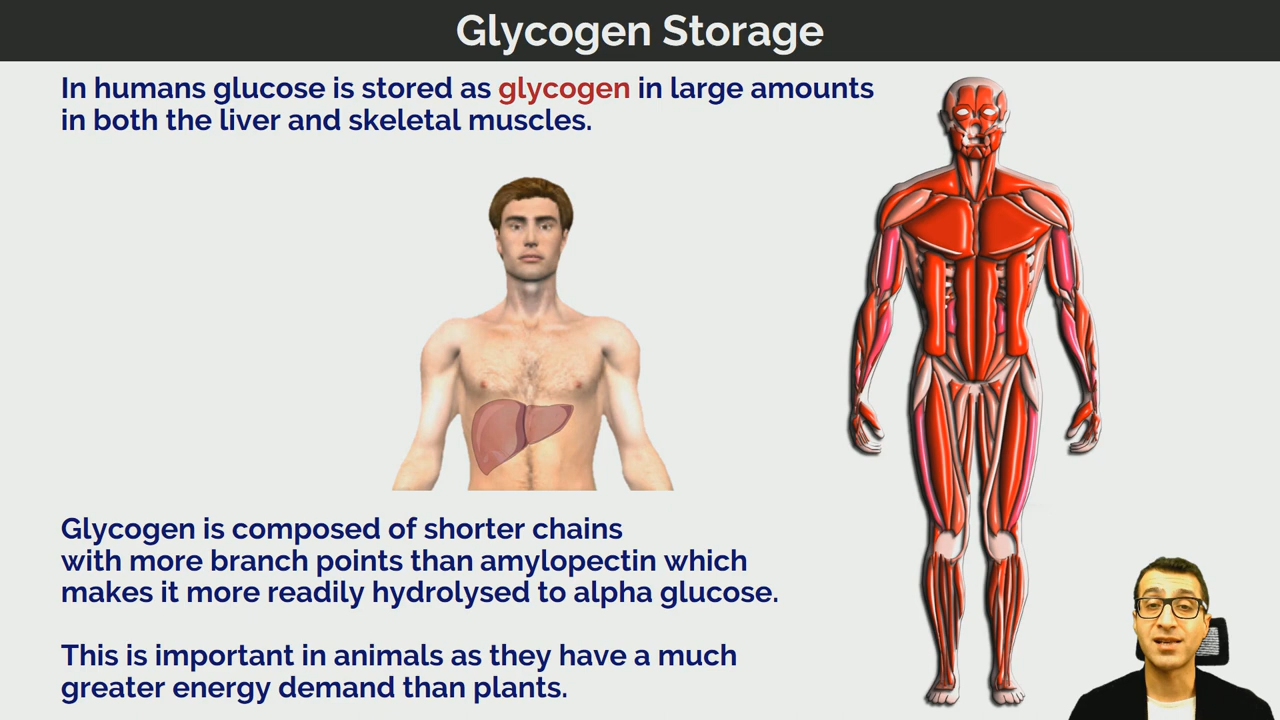 Glycogen Storage
In humans glucose is stored as glycogen in large amounts
in both the liver and skeletal muscles.
Glycogen is composed of shorter chains
with more branch points than amylopectin which
makes it more readily hydrolysed to alpha glucose.
This is important in animals as they have a much
greater energy demand than plants.